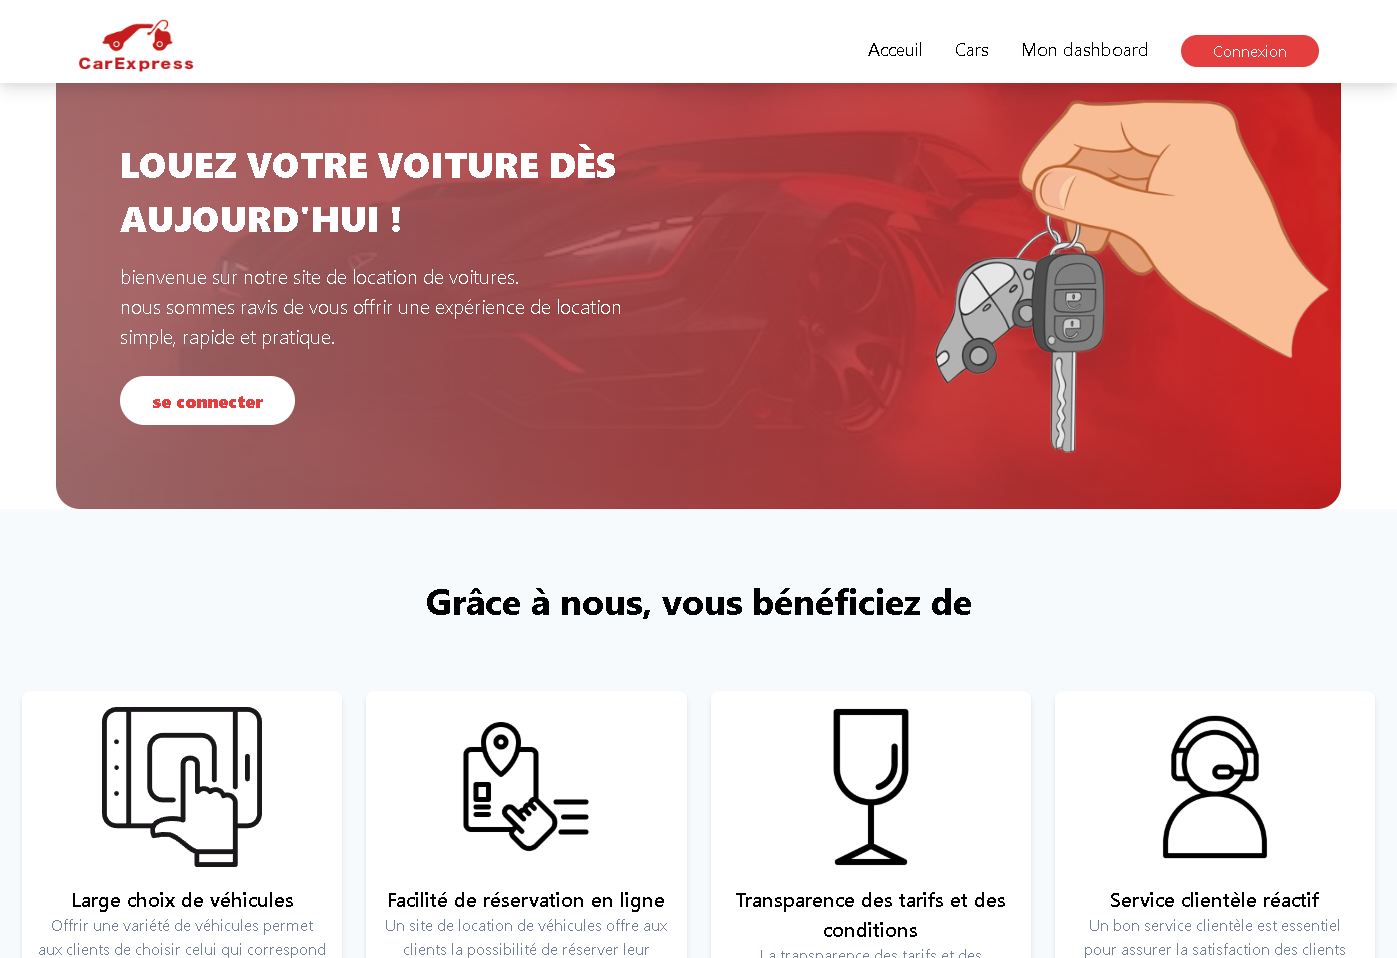 CarExpress
Acceuil
Cars
Mon dashboard
Connexion
LOUEZ VOTRE VOITURE DÈS
AUJOURD'HUI !
bienvenue sur notre site de location de voitures.
nous sommes ravis de vous offrir une expérience de location
simple, rapide et pratique.
se connecter
Grâce à nous, vous bénéficiez de
Large choix de véhicules
Offrir une variété de véhicules permet
aux clients de choisir celui qui correspond
Facilité de réservation en ligne
Un site de location de véhicules offre aux
clients la possibilité de réserver leur
Transparence des tarifs et des
conditions
La transparence des tarifs et des
Service clientèle réactif
Un bon service clientèle est essentiel
pour assurer la satisfaction des clients